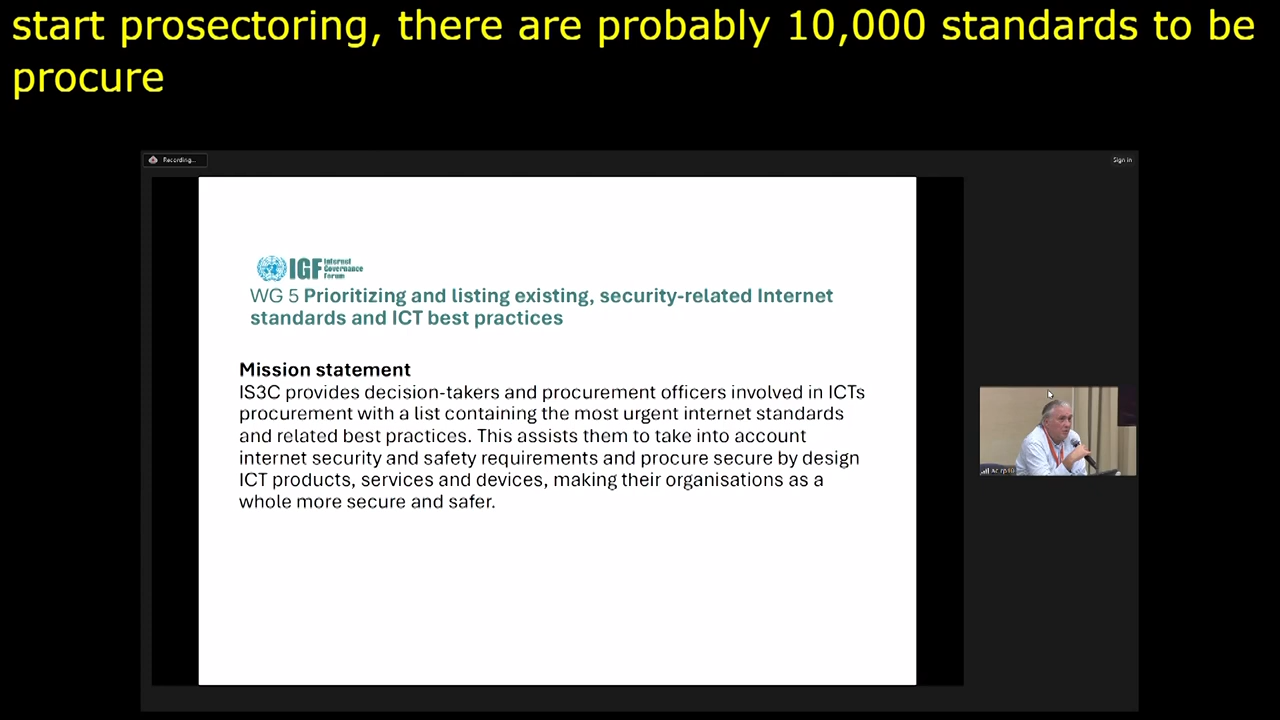 start prosectoring, there are probably 10,000 standards to be
procure
Recording...
Sign in
IGF Internet
Governance
Forum
WG 5 Prioritizing and listing existing, security-related Internet
standards and ICT best practices
Mission statement
IS3C provides decision-takers and procurement officers involved in ICTs
procurement with a list containing the most urgent internet standards
and related best practices. This assists them to take into account
internet security and safety requirements and procure secure by design
ICT products, services and devices, making their organisations as a
whole more secure and safer.